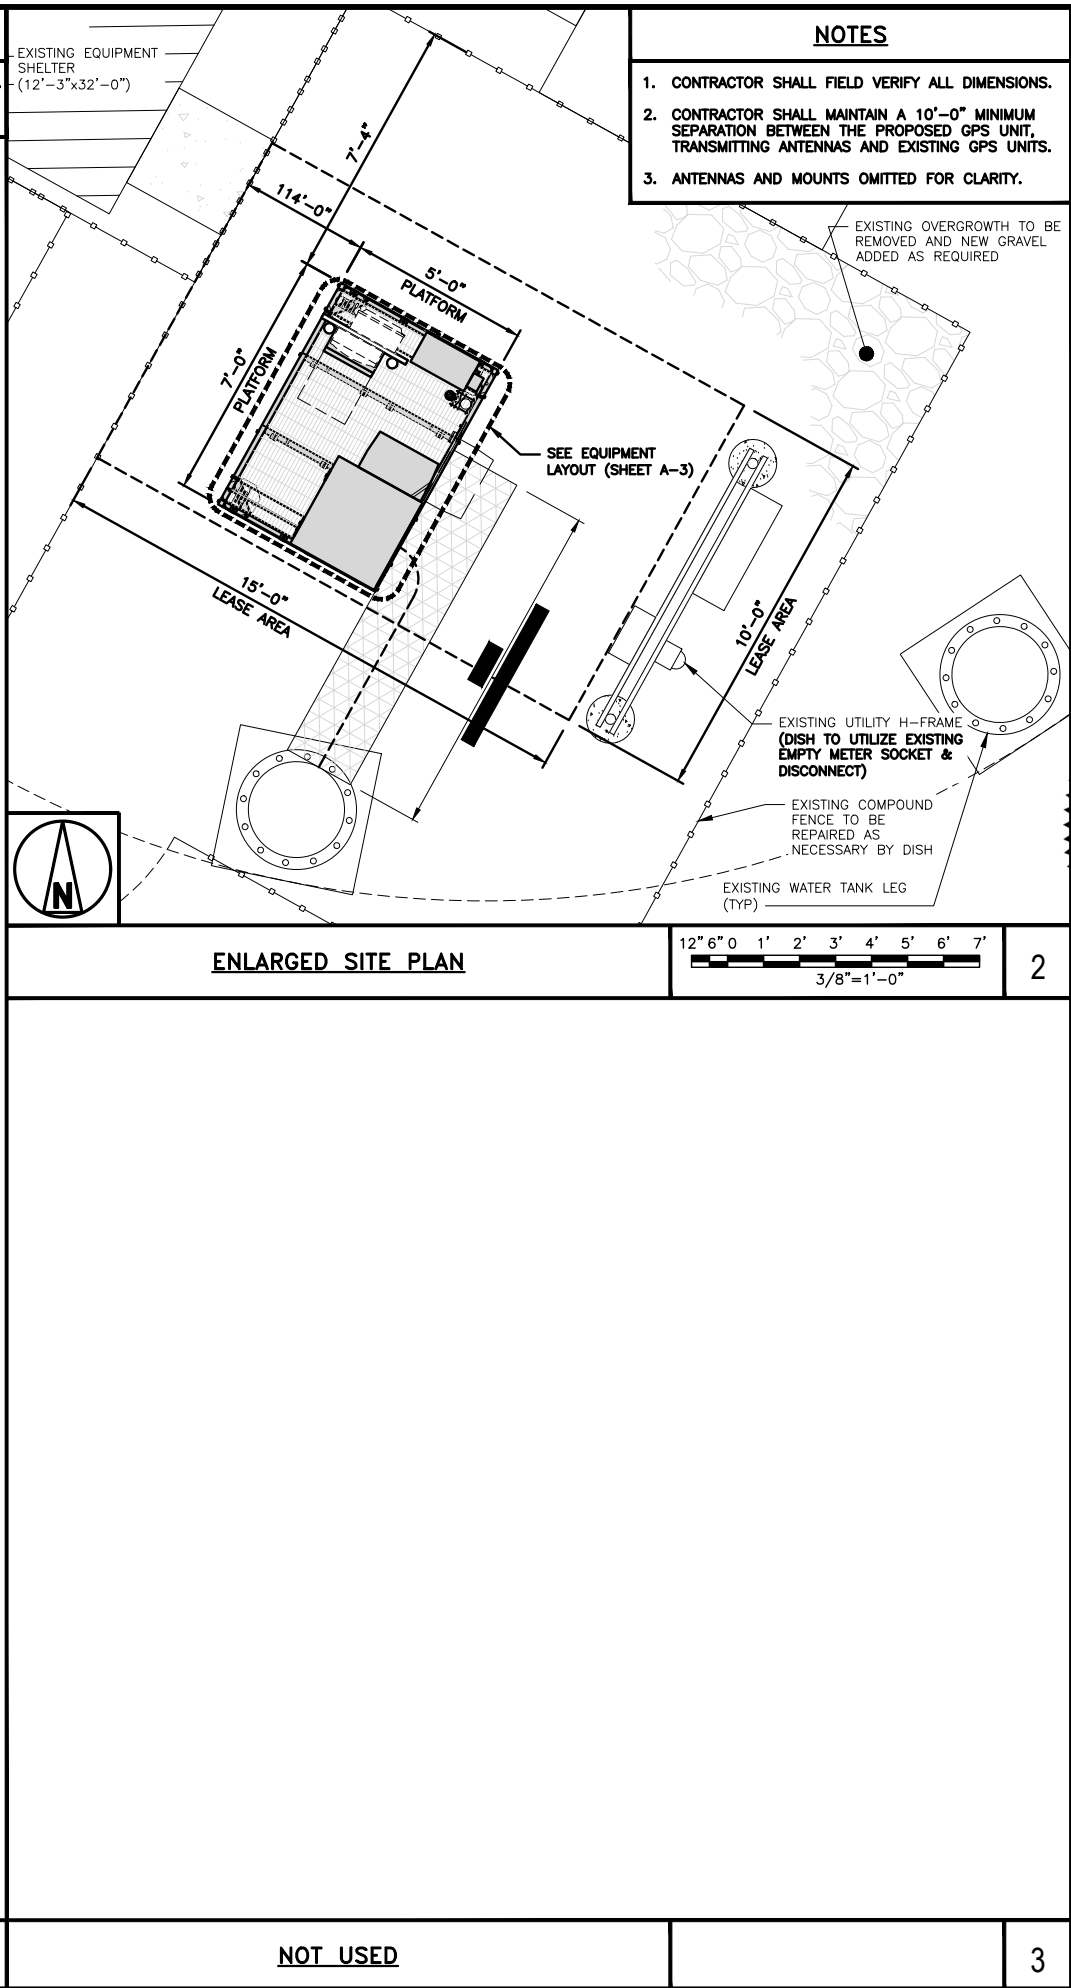 EXISTING EQUIPMENT
SHELTER
(12'-3"x32'-0")
NOTES
1. CONTRACTOR SHALL FIELD VERIFY ALL DIMENSIONS.
2. CONTRACTOR SHALL MAINTAIN A 10'-0" MINIMUM
SEPARATION BETWEEN THE PROPOSED GPS UNIT,
TRANSMITTING ANTENNAS AND EXISTING GPS UNITS.
3. ANTENNAS AND MOUNTS OMITTED FOR CLARITY.
7'-4"
114'-0"
EXISTING OVERGROWTH TO BE
REMOVED AND NEW GRAVEL
ADDED AS REQUIRED
5'-0"
PLATFORM
7'-0"
PLATFORM
SEE EQUIPMENT
LAYOUT (SHEET A-3)
15'-0"
LEASE AREA
10'-0"
LEASE AREA
EXISTING UTILITY H-FRAME
(DISH TO UTILIZE EXISTING
EMPTY METER SOCKET &
DISCONNECT)
EXISTING COMPOUND
FENCE TO BE
REPAIRED AS
NECESSARY BY DISH
EXISTING WATER TANK LEG
(TYP)
N
ENLARGED SITE PLAN
12" 6" 0 1' 2' 3' 4' 5' 6' 7'
3/8"=1'-0"
2
NOT USED
3